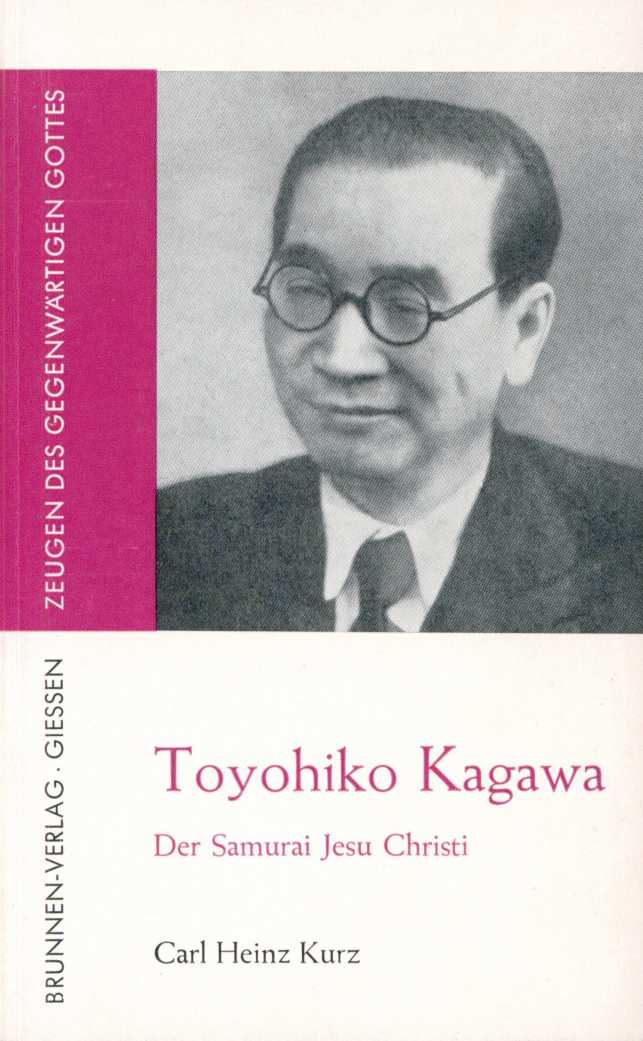 ZEUGEN DES GEGENWÄRTIGEN GOTTES
BRUNNEN-VERLAG · GIESSEN
Toyohiko Kagawa
Der Samurai Jesu Christi
Carl Heinz Kurz